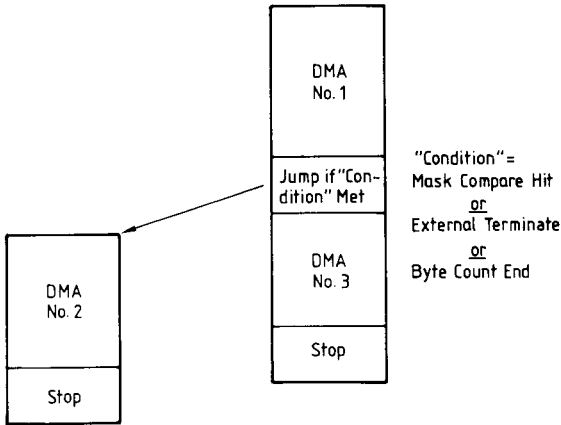 DMA
No. 1
Jump if "Con-
dition" Met
DMA
No. 3
Stop
"Condition" =
Mask Compare Hit
or
External Terminate
or
Byte Count End
DMA
No. 2
Stop